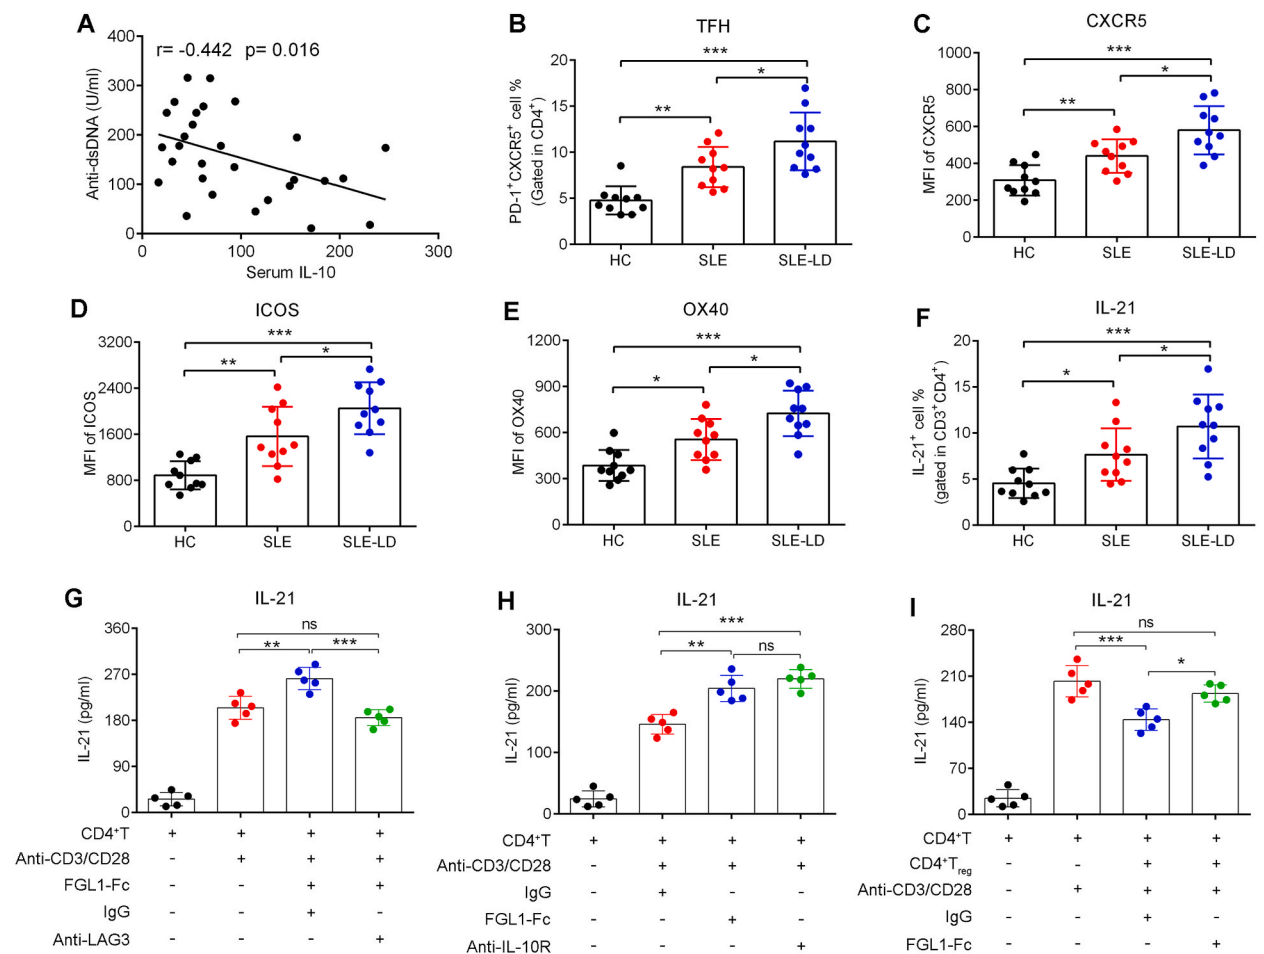 A
r= -0.442 p= 0.016
Anti-dsDNA (U/ml)
400
300
200
100
0
0 100 200 300
Serum IL-10
B
TFH
PD-1⁺CXCR5⁺ cell %
(Gated in CD4⁺)
20
15
10
5
0
***
*
**
HC SLE SLE-LD
C
CXCR5
MFI of CXCR5
1000
800
600
400
200
0
***
*
**
HC SLE SLE-LD
D
ICOS
MFI of ICOS
3200
2400
1600
800
0
***
*
**
HC SLE SLE-LD
E
OX40
MFI of OX40
1200
900
600
300
0
***
*
*
HC SLE SLE-LD
F
IL-21
IL-21⁺ cell %
(gated in CD3⁺CD4⁺)
20
15
10
5
0
***
*
*
HC SLE SLE-LD
G
IL-21
IL-21 (pg/ml)
360
270
180
90
0
ns
** ***
CD4⁺T + + + +
Anti-CD3/CD28 - + + +
FGL1-Fc - - + +
IgG - - + -
Anti-LAG3 - - - +
H
IL-21
IL-21 (pg/ml)
300
200
100
0
***
** ns
CD4⁺T + + + +
Anti-CD3/CD28 - + + +
IgG - + - -
FGL1-Fc - - + -
Anti-IL-10R - - - +
I
IL-21
IL-21 (pg/ml)
280
210
140
70
0
ns
*** *
CD4⁺T + + + +
CD4⁺Treg - - + +
Anti-CD3/CD28 - + + +
IgG - - + -
FGL1-Fc - - - +